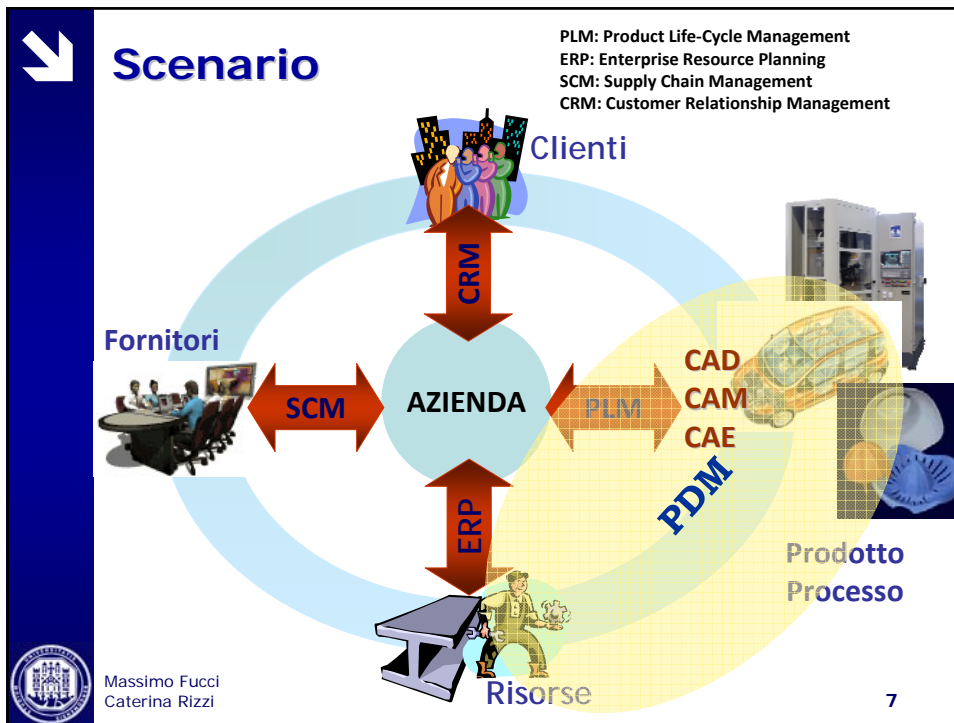 Scenario
PLM: Product Life-Cycle Management
ERP: Enterprise Resource Planning
SCM: Supply Chain Management
CRM: Customer Relationship Management
Clienti
CRM
Fornitori
SCM
AZIENDA
PLM
CAD
CAM
CAE
PDM
ERP
Prodotto
Processo
Risorse
Massimo Fucci
Caterina Rizzi
7